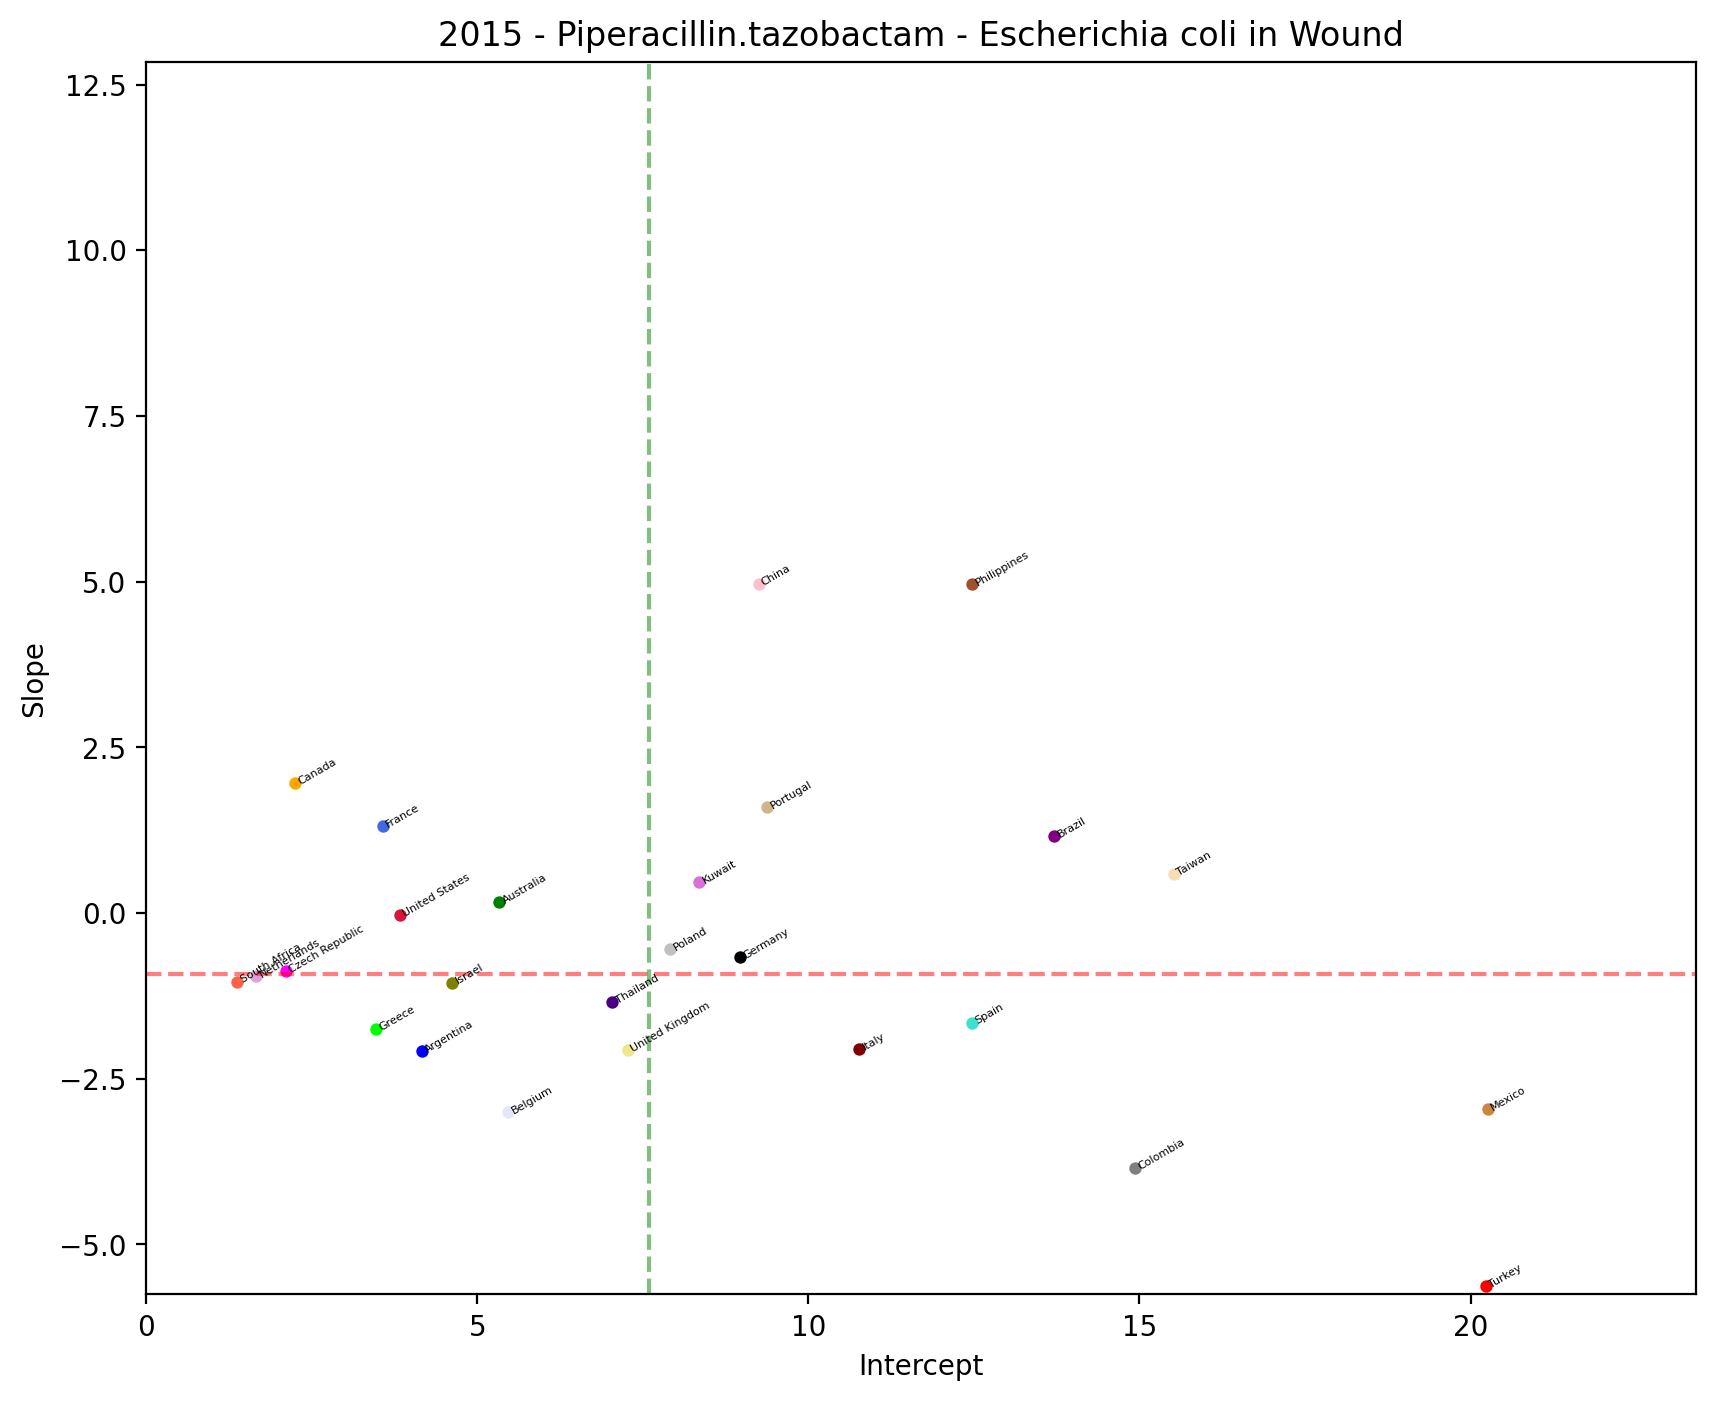 2015 - Piperacillin.tazobactam - Escherichia coli in Wound
12.5
10.0
7.5
5.0
2.5
0.0
−2.5
−5.0
Slope
China
Philippines
Canada
France
Portugal
Brazil
Taiwan
Kuwait
United States
Australia
Poland
Germany
South Africa
Netherlands
Czech Republic
Israel
Thailand
Greece
Argentina
United Kingdom
Spain
Italy
Belgium
Mexico
Colombia
Turkey
0
5
10
15
20
Intercept